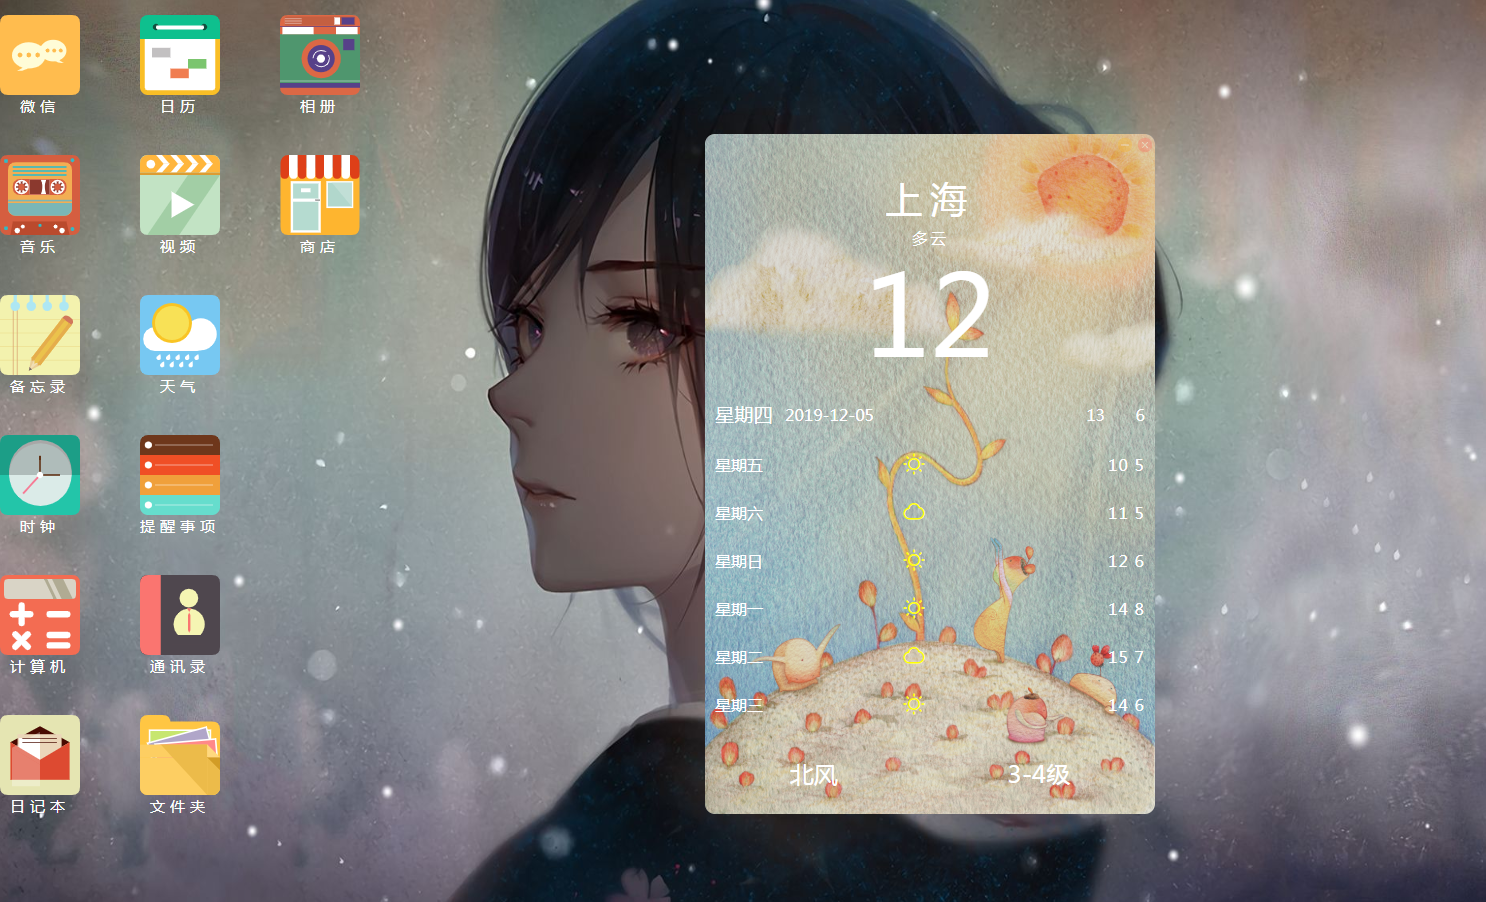 微信
日历
相册
音乐
视频
商店
备忘录
天气
时钟
提醒事项
计算机
通讯录
日记本
文件夹
上海
多云
12
星期四 2019-12-05 13 6
星期五 10 5
星期六 11 5
星期日 12 6
星期一 14 8
星期二 15 7
星期三 14 6
北风 3-4级